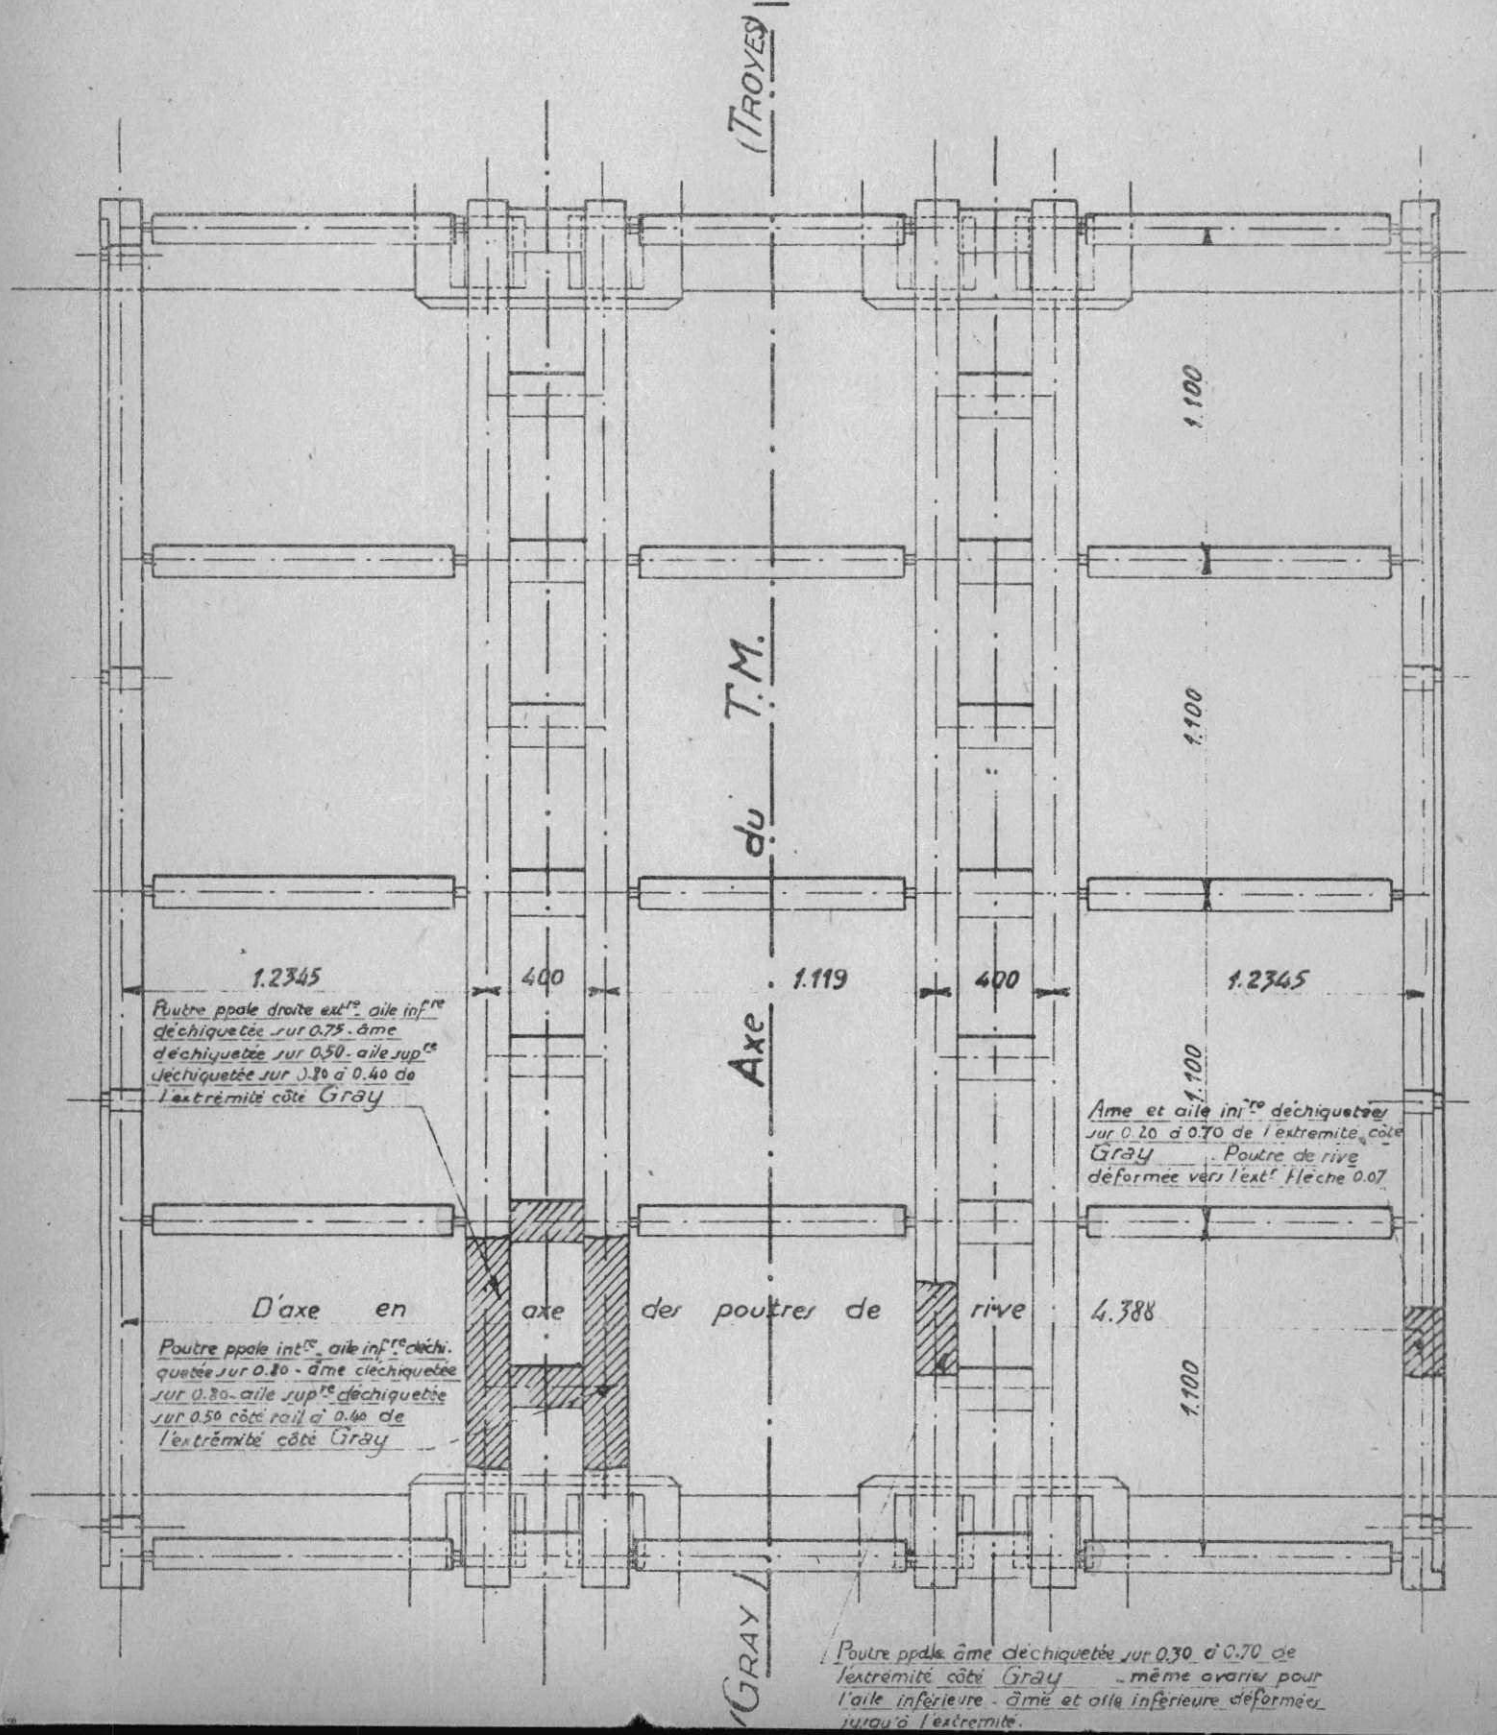 (TROYES)
1.100
1.100
Axe du T.M.
1.2345
400
1.119
400
1.2345
Poutre ppale droite extre. aile infre
déchiquetée sur 0.75 - âme
déchiquetée sur 0.50 - aile supre
déchiquetée sur 0.80 à 0.40 de
l'extrémité côté Gray
1.100
Ame et aile infre déchiquetées
sur 0.20 à 0.70 de l'extremité côté
Gray . Poutre de rive
déformée vers l'extr flèche 0.07
D'axe en axe des poutres de rive 4.388
Poutre ppale intre - aile infre déchi-
quetée sur 0.80 - âme déchiquetée
sur 0.80 - aile supre déchiquetée
sur 0.50 côté rail à 0.40 de
l'extrémité côté Gray
1.100
(GRAY)
Poutre ppale âme déchiquetée sur 0.30 à 0.70 de
l'extrémité côté Gray - même avaries pour
l'aile inférieure - âme et aile inférieure déformées
jusqu'à l'extremité.